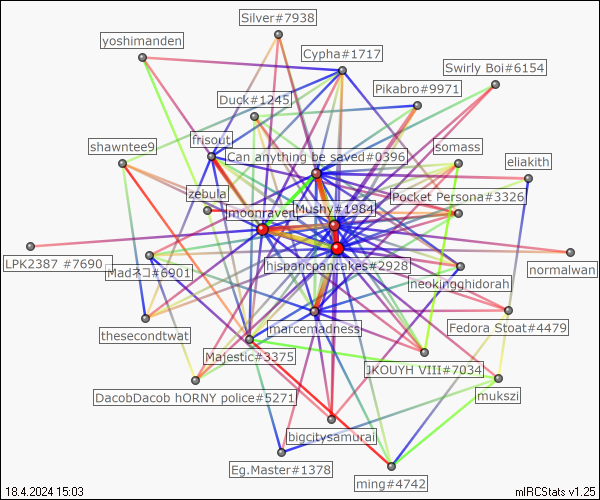 Silver#7938
yoshimanden
Cypha#1717
Swirly Boi#6154
Pikabro#9971
Duck#1245
frisout
somass
shawntee9
Can anything be saved#0396
eliakith
zebula
Pocket Persona#3326
moonraven
Mushy#1984
LPK2387 #7690
hispancpancakes#2928
normalwan
Madネコ#6901
neokingghidorah
thesecondtwat
marcemadness
Fedora Stoat#4479
Majestic#3375
JKOUYH VIII#7034
DacobDacob hORNY police#5271
mukszi
bigcitysamurai
Eg.Master#1378
ming#4742
18.4.2024 15:03
mIRCStats v1.25